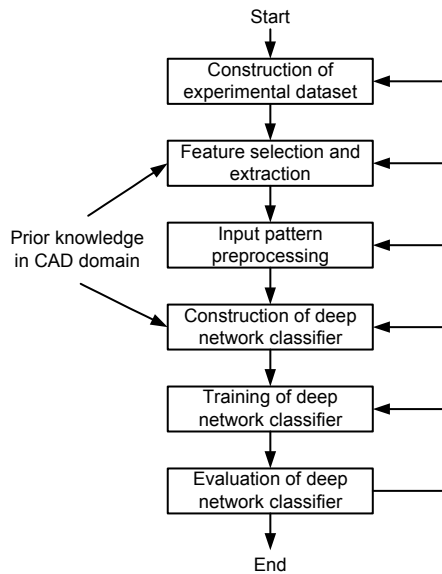 Start
Construction of
experimental dataset
Feature selection and
extraction
Prior knowledge
in CAD domain
Input pattern
preprocessing
Construction of deep
network classifier
Training of deep
network classifier
Evaluation of deep
network classifier
End